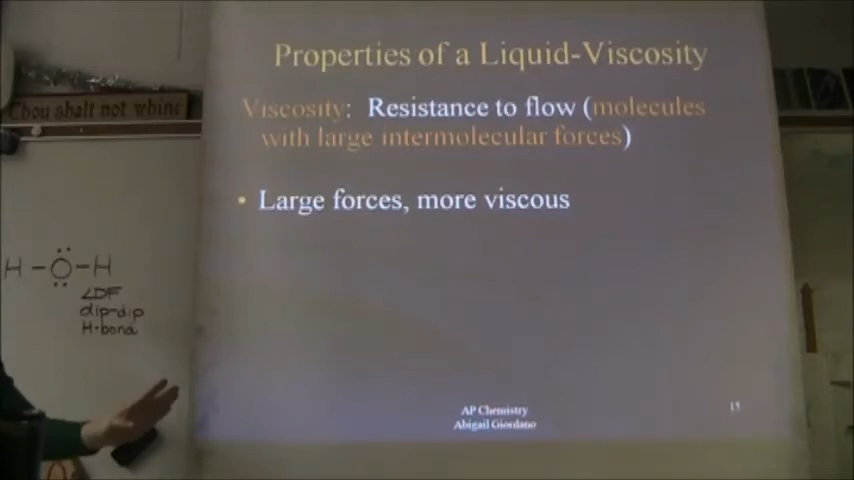 Properties of a Liquid-Viscosity
Thou shalt not whine
Viscosity: Resistance to flow (molecules
with large intermolecular forces)
• Large forces, more viscous
H-O-H
LDF
dip-dip
H-bond
AP Chemistry
Abigail Giordano
15